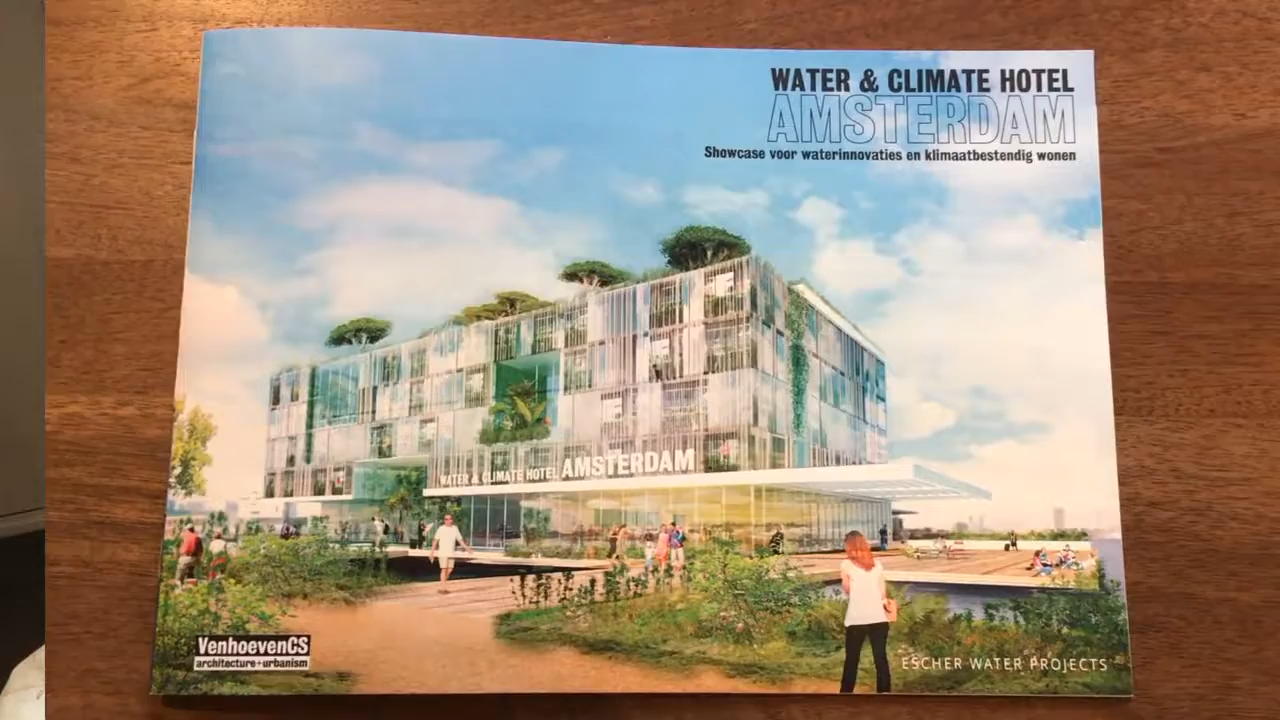 WATER & CLIMATE HOTEL
AMSTERDAM
Showcase voor waterinnovaties en klimaatbestendig wonen
WATER & CLIMATE HOTEL AMSTERDAM
VenhoevenCS
architecture+urbanism
ESCHER WATER PROJECTS